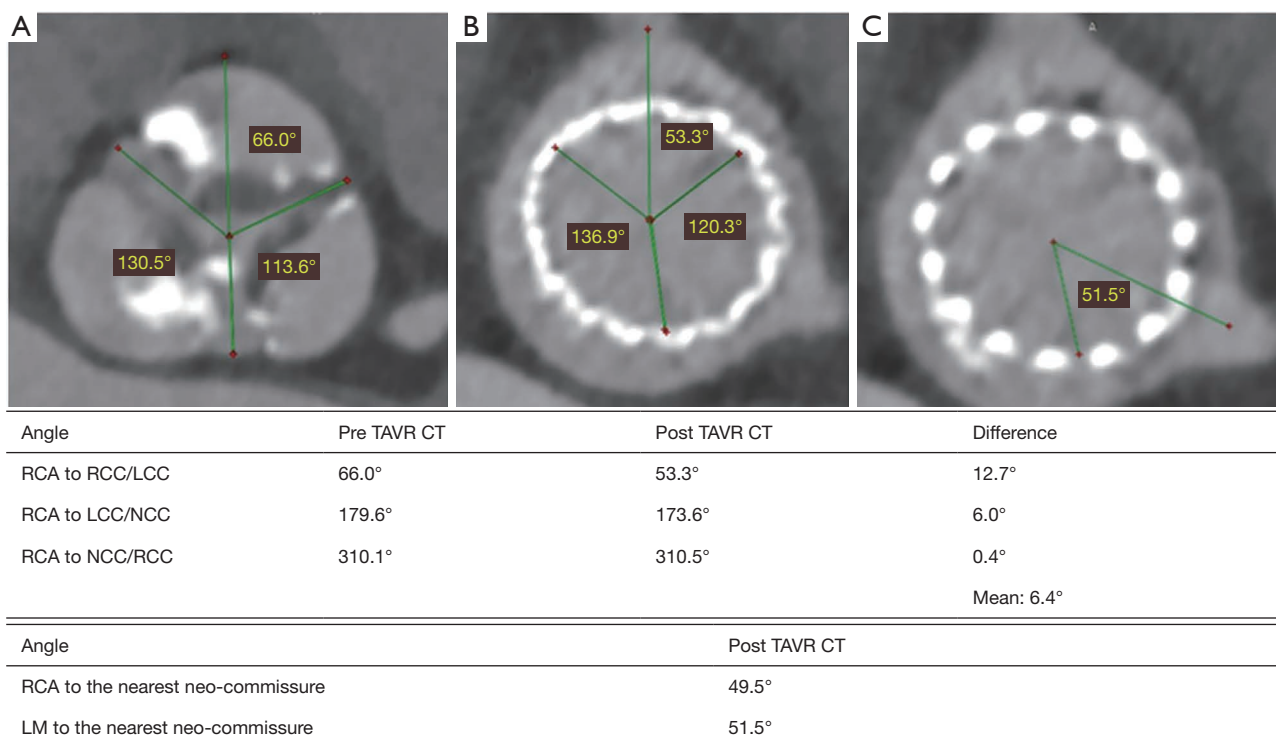 A
B
C
A
66.0°
53.3°
130.5°
113.6°
136.9°
120.3°
51.5°
Angle Pre TAVR CT Post TAVR CT Difference
RCA to RCC/LCC 66.0° 53.3° 12.7°
RCA to LCC/NCC 179.6° 173.6° 6.0°
RCA to NCC/RCC 310.1° 310.5° 0.4°
Mean: 6.4°
Angle Post TAVR CT
RCA to the nearest neo-commissure 49.5°
LM to the nearest neo-commissure 51.5°